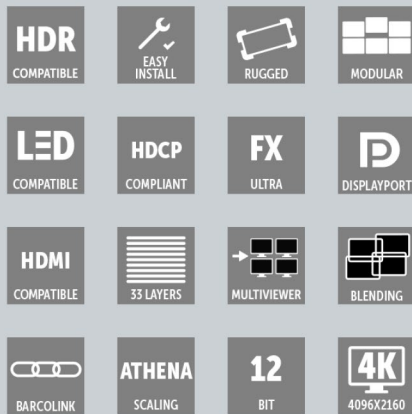 HDR
COMPATIBLE
EASY
INSTALL
RUGGED
MODULAR
LED
COMPATIBLE
HDCP
COMPLIANT
FX
ULTRA
DISPLAYPORT
HDMI
COMPATIBLE
33 LAYERS
MULTIVIEWER
BLENDING
BARCOLINK
ATHENA
SCALING
12
BIT
4K
4096X2160